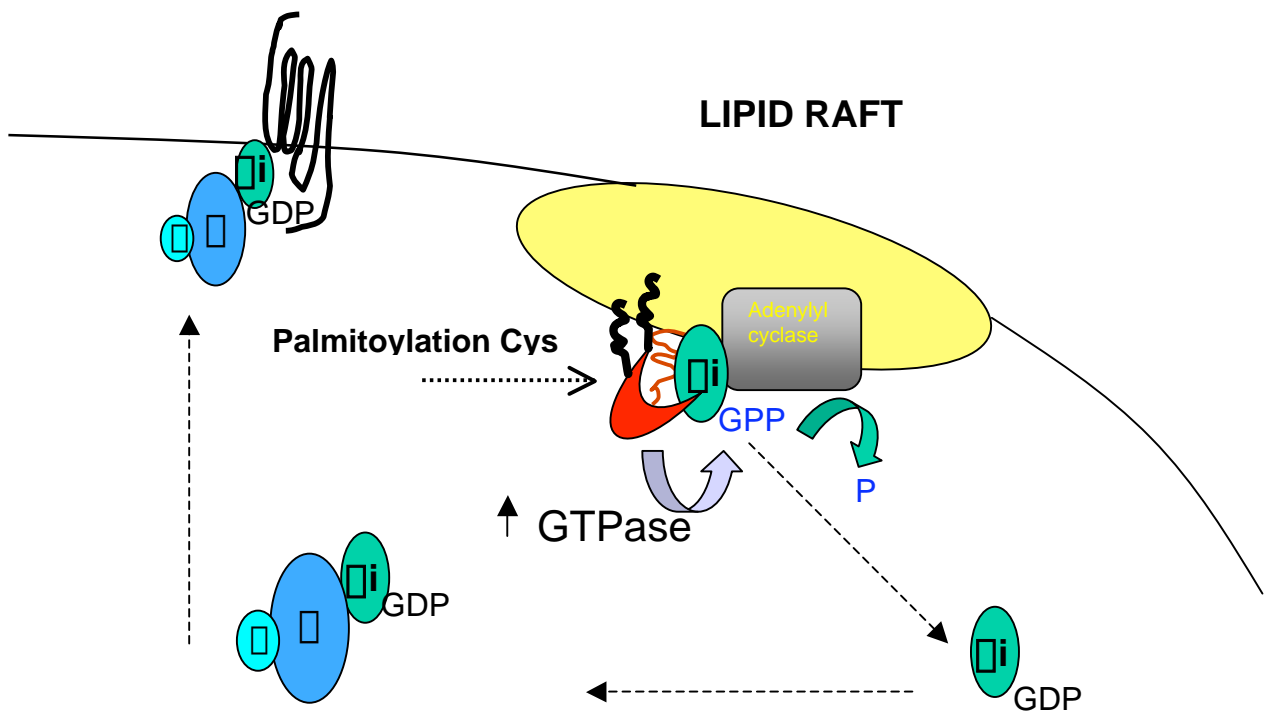 LIPID RAFT
▯i
GDP
▯
▯
Adenylyl
cyclase
Palmitoylation Cys
▯i
GPP
P
GTPase
▯i
GDP
▯
▯
▯i
GDP